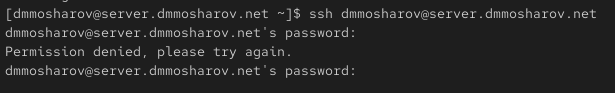 [dmmosharov@server.dmmosharov.net ~]$ ssh dmmosharov@server.dmmosharov.net
dmmosharov@server.dmmosharov.net's password:
Permission denied, please try again.
dmmosharov@server.dmmosharov.net's password: